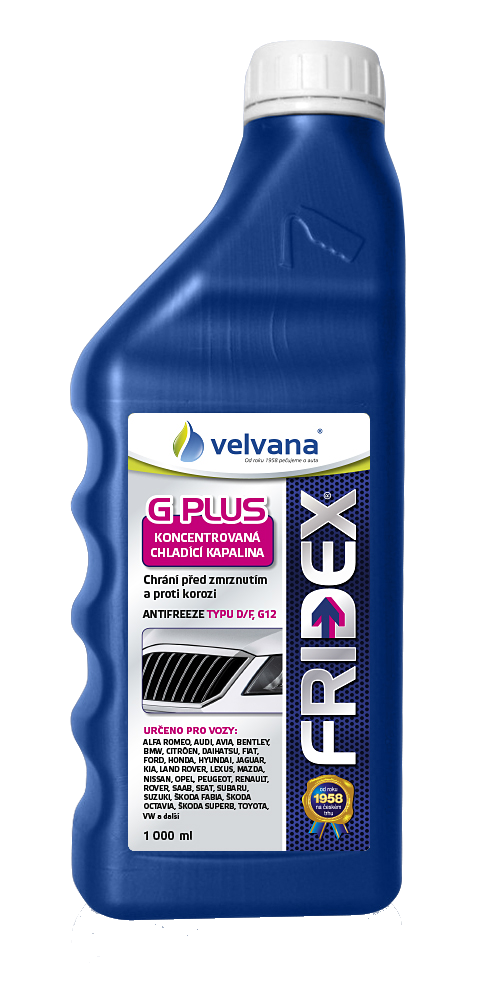 velvana®
Od roku 1958 pečujeme o auta
G PLUS
KONCENTROVANÁ
CHLADÍCÍ KAPALINA
Chrání před zmrznutím
a proti korozi
ANTIFREEZE TYPU D/F, G12
URČENO PRO VOZY:
ALFA ROMEO, AUDI, AVIA, BENTLEY,
BMW, CITRÖEN, DAIHATSU, FIAT,
FORD, HONDA, HYUNDAI, JAGUAR,
KIA, LAND ROVER, LEXUS, MAZDA,
NISSAN, OPEL, PEUGEOT, RENAULT,
ROVER, SAAB, SEAT, SUBARU,
SUZUKI, ŠKODA FABIA, ŠKODA
OCTAVIA, ŠKODA SUPERB, TOYOTA,
VW a další
1 000 ml
FRIDEX®
od roku
1958
na českém
trhu